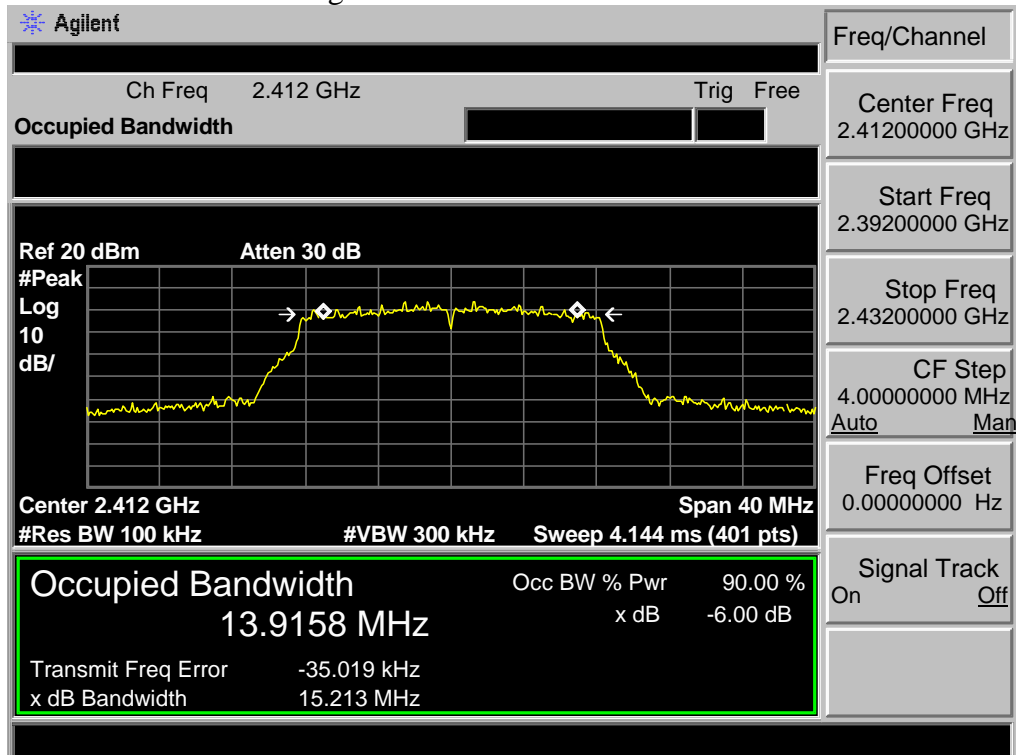 Agilent
Freq/Channel
Ch Freq 2.412 GHz Trig Free
Occupied Bandwidth
Center Freq
2.41200000 GHz
Start Freq
2.39200000 GHz
Ref 20 dBm Atten 30 dB
#Peak
Log
10
dB/
Stop Freq
2.43200000 GHz
CF Step
4.00000000 MHz
Auto Man
Center 2.412 GHz Span 40 MHz
#Res BW 100 kHz #VBW 300 kHz Sweep 4.144 ms (401 pts)
Freq Offset
0.00000000 Hz
Occupied Bandwidth Occ BW % Pwr 90.00 %
13.9158 MHz x dB -6.00 dB
Transmit Freq Error -35.019 kHz
x dB Bandwidth 15.213 MHz
Signal Track
On Off